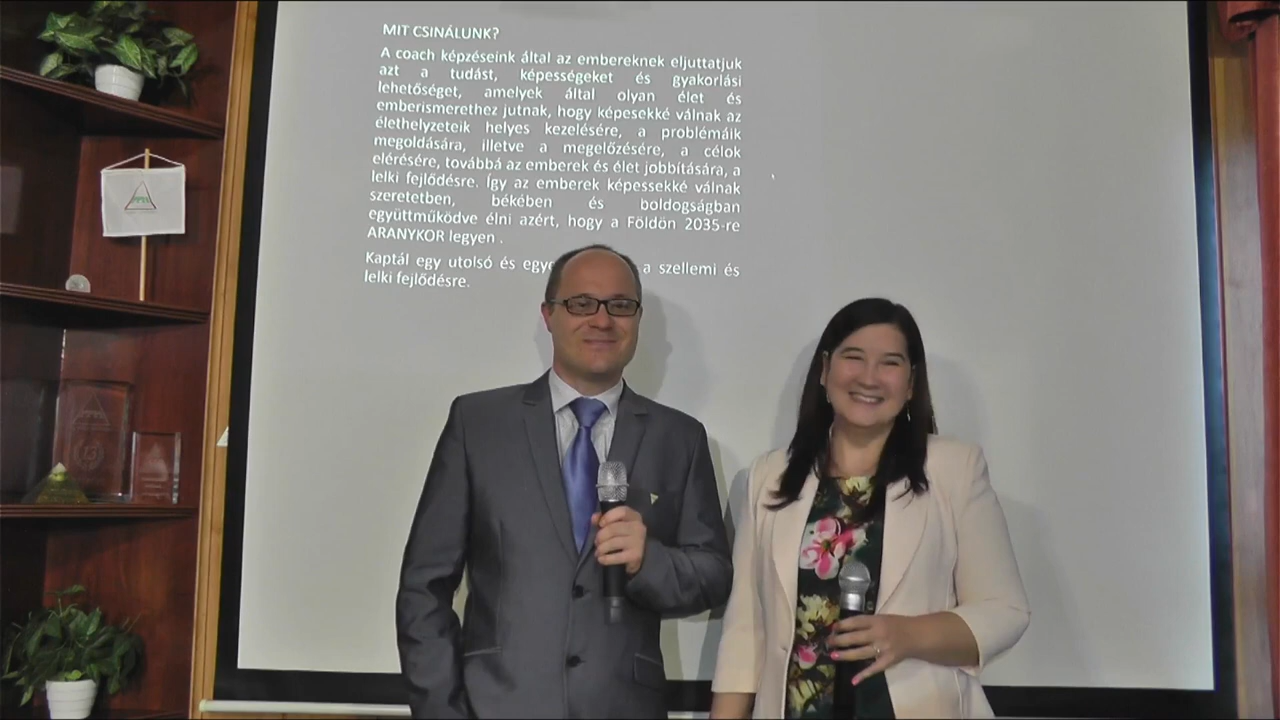 MIT CSINÁLUNK?
A coach képzéseink által az embereknek eljuttatjuk
azt a tudást, képességeket és gyakorlási
lehetőséget, amelyek által olyan élet és
emberismerethez jutnak, hogy képesekké válnak az
élethelyzeteik helyes kezelésére, a problémáik
megoldására, illetve a megelőzésére, a célok
elérésére, továbbá az emberek és élet jobbítására, a
lelki fejlődésre. Így az emberek képessekké válnak
szeretetben, békében és boldogságban
együttműködve élni azért, hogy a Földön 2035-re
ARANYKOR legyen .
Kaptál egy utolsó és a szellemi és
lelki fejlődésre.
13